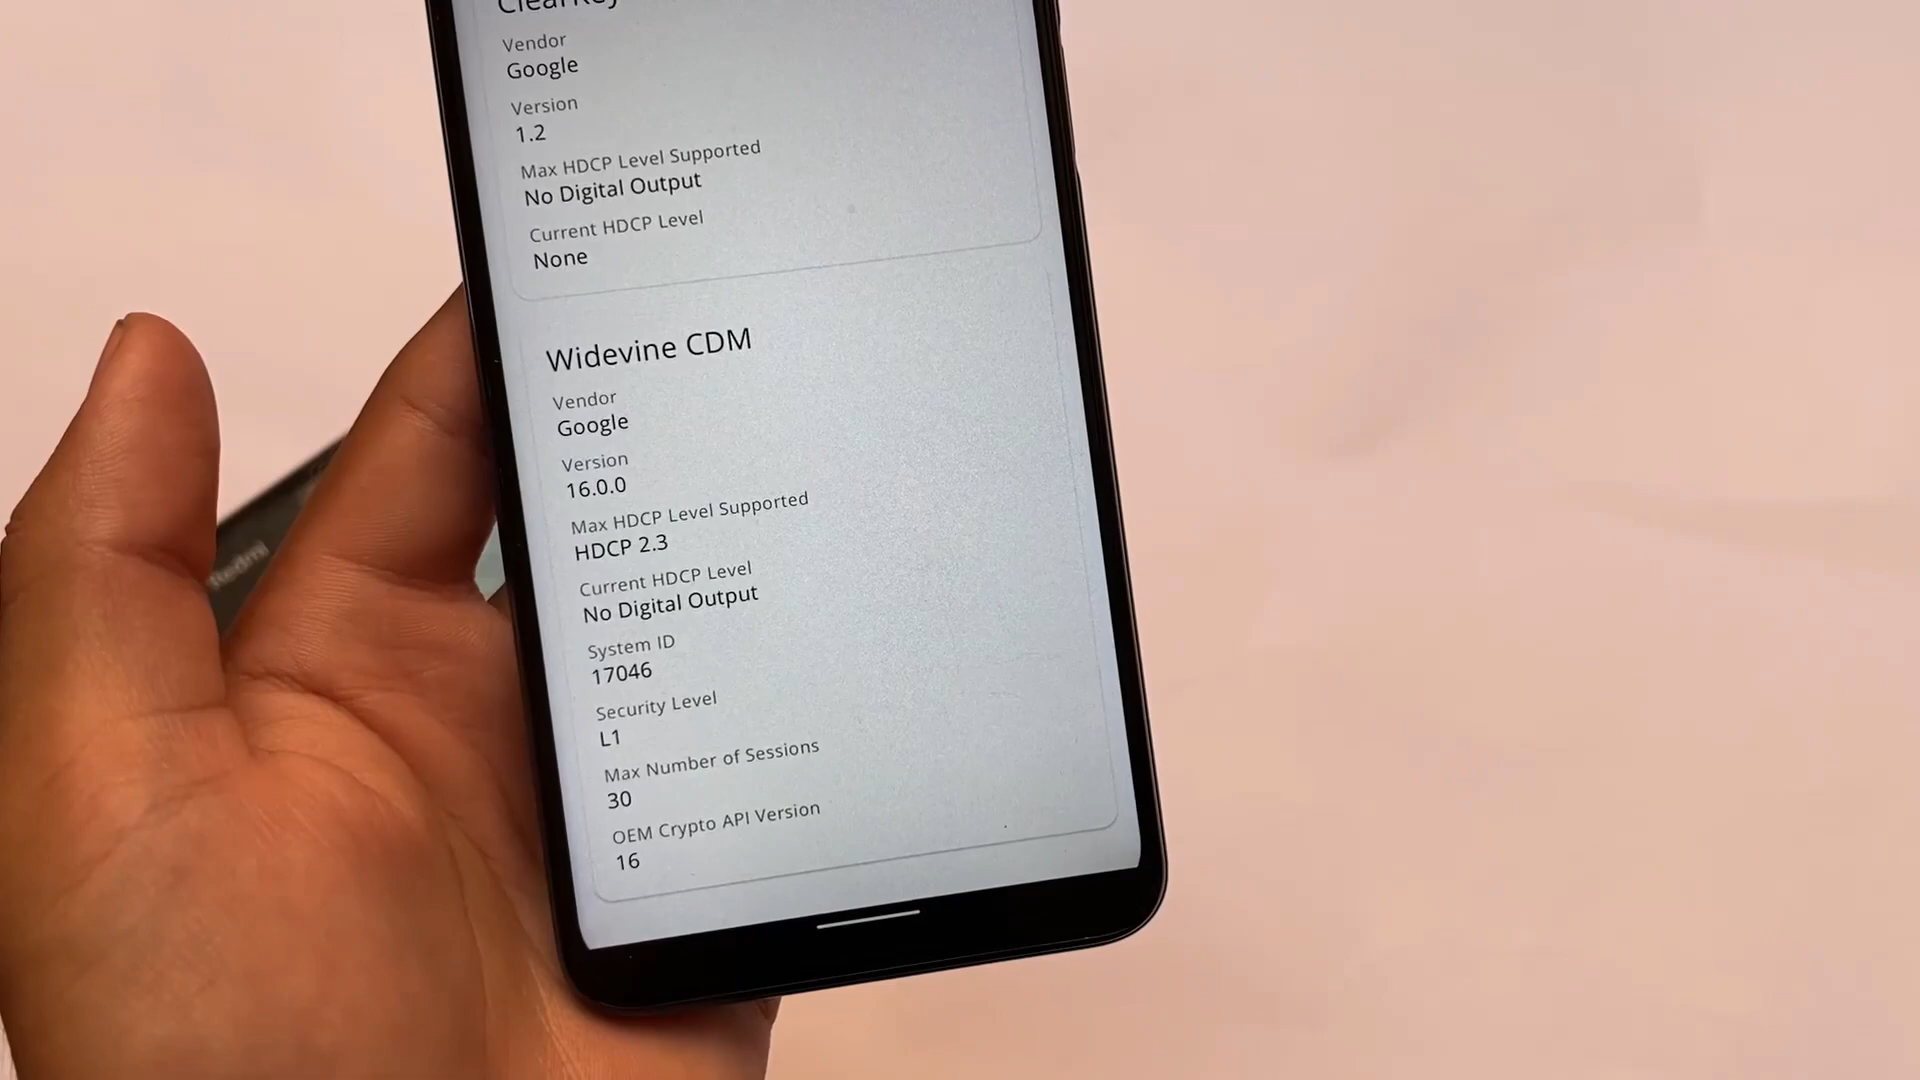 ClearKey
Vendor
Google
Version
1.2
Max HDCP Level Supported
No Digital Output
Current HDCP Level
None
Widevine CDM
Vendor
Google
Version
16.0.0
Max HDCP Level Supported
HDCP 2.3
Current HDCP Level
No Digital Output
System ID
17046
Security Level
L1
Max Number of Sessions
30
OEM Crypto API Version
16
Redmi